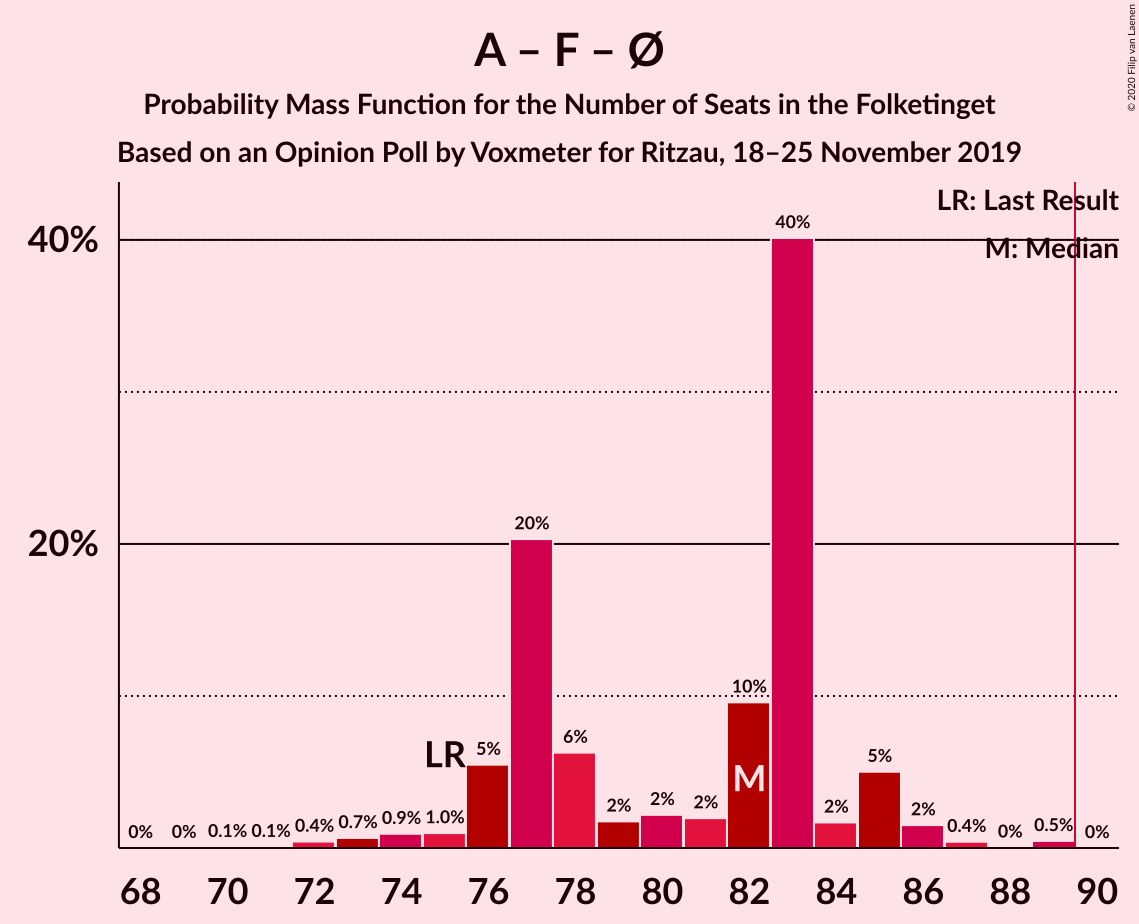 A – F – Ø
Probability Mass Function for the Number of Seats in the Folketinget
Based on an Opinion Poll by Voxmeter for Ritzau, 18–25 November 2019
© 2020 Filip van Laenen
LR: Last Result
M: Median
40%
20%
0% 0% 0.1% 0.1% 0.4% 0.7% 0.9% 1.0% 5% 20% 6% 2% 2% 2% 10% 40% 2% 5% 2% 0.4% 0% 0.5% 0%
LR
M
68 70 72 74 76 78 80 82 84 86 88 90